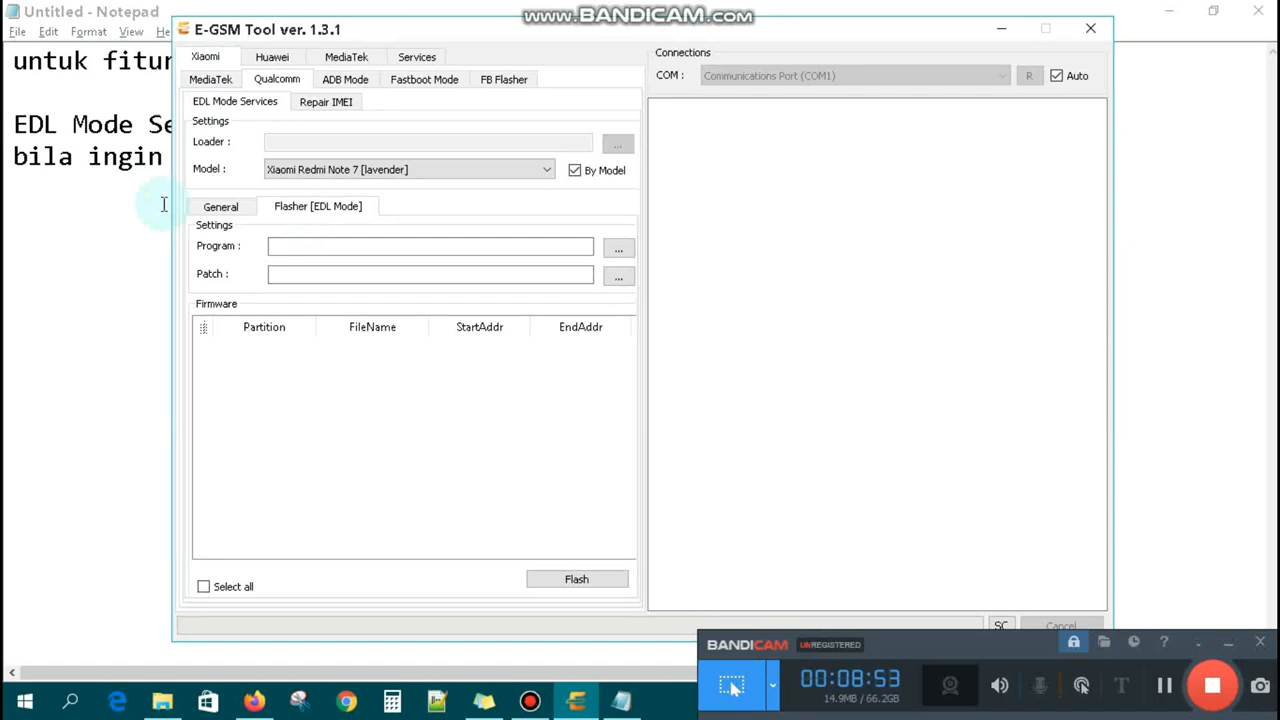 Untitled - Notepad
www.BANDICAM.com
File Edit Format View He
untuk fitur
EDL Mode Se
bila ingin
E-GSM Tool ver. 1.3.1
Xiaomi Huawei MediaTek Services
MediaTek Qualcomm ADB Mode Fastboot Mode FB Flasher
EDL Mode Services Repair IMEI
Settings
Loader : ...
Model : Xiaomi Redmi Note 7 [lavender] By Model
General Flasher [EDL Mode]
Settings
Program : ...
Patch : ...
Firmware
Partition FileName StartAddr EndAddr
Select all Flash
Connections
COM : Communications Port (COM1) R Auto
SC Cancel
BANDICAM UNREGISTERED
00:08:53
14.9MB / 66.2GB